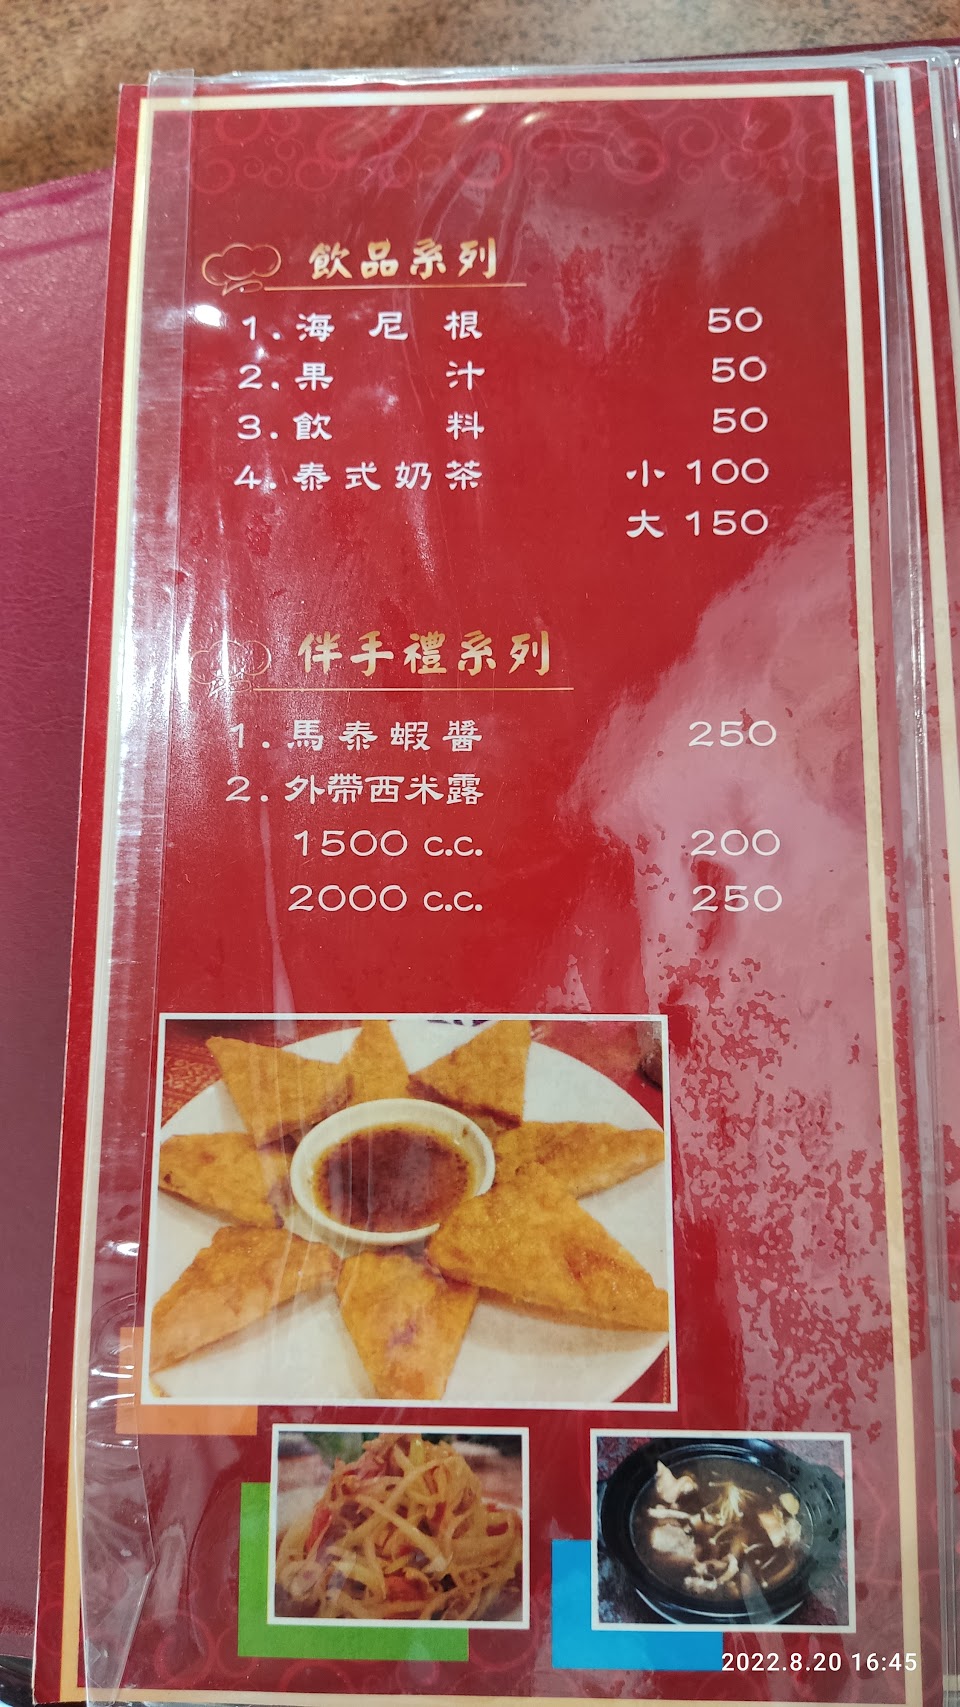 飲品系列
1. 海尼根 50
2. 果汁 50
3. 飲料 50
4. 泰式奶茶 小 100
大 150
伴手禮系列
1. 馬泰蝦醬 250
2. 外帶西米露
1500 c.c. 200
2000 c.c. 250
2022.8.20 16:45